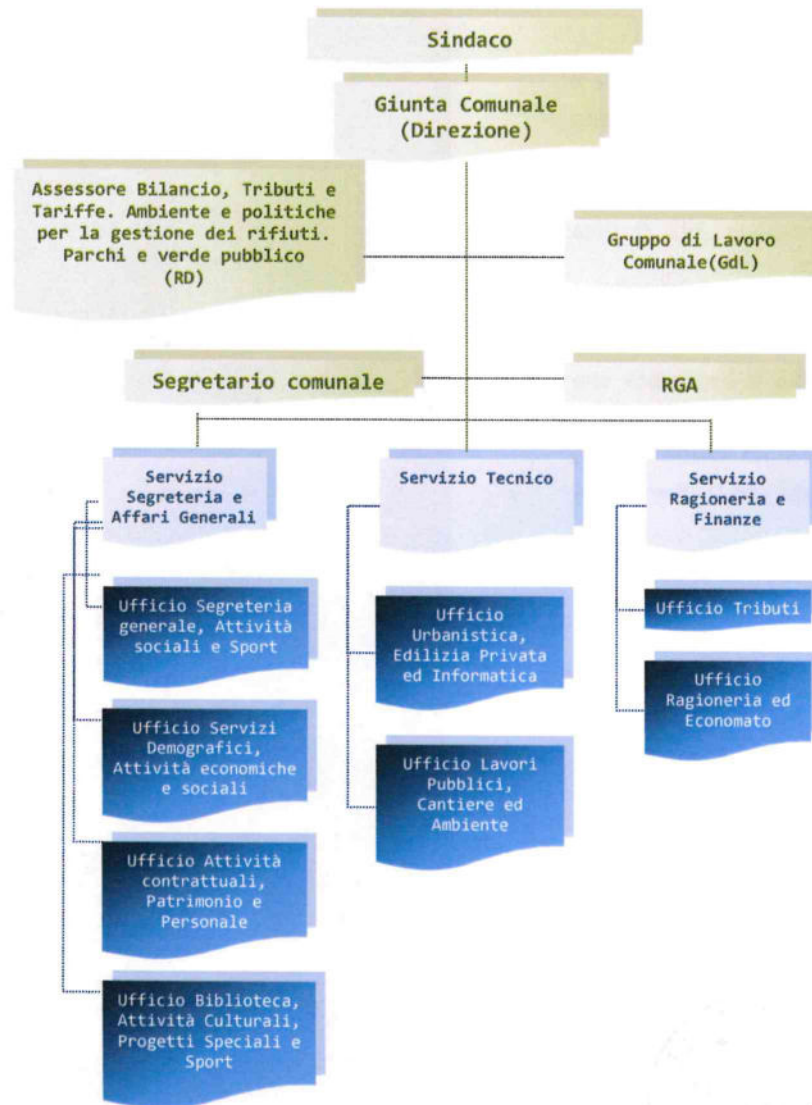 Sindaco
Giunta Comunale
(Direzione)
Assessore Bilancio, Tributi e
Tariffe. Ambiente e politiche
per la gestione dei rifiuti.
Parchi e verde pubblico
(RD)
Gruppo di Lavoro
Comunale(GdL)
Segretario comunale
RGA
Servizio
Segreteria e
Affari Generali
Ufficio Segreteria
generale, Attività
sociali e Sport
Ufficio Servizi
Demografici,
Attività economiche
e sociali
Ufficio Attività
contrattuali,
Patrimonio e
Personale
Ufficio Biblioteca,
Attività Culturali,
Progetti Speciali e
Sport
Servizio Tecnico
Ufficio
Urbanistica,
Edilizia Privata
ed Informatica
Ufficio Lavori
Pubblici,
Cantiere ed
Ambiente
Servizio
Ragioneria e
Finanze
Ufficio Tributi
Ufficio
Ragioneria ed
Economato